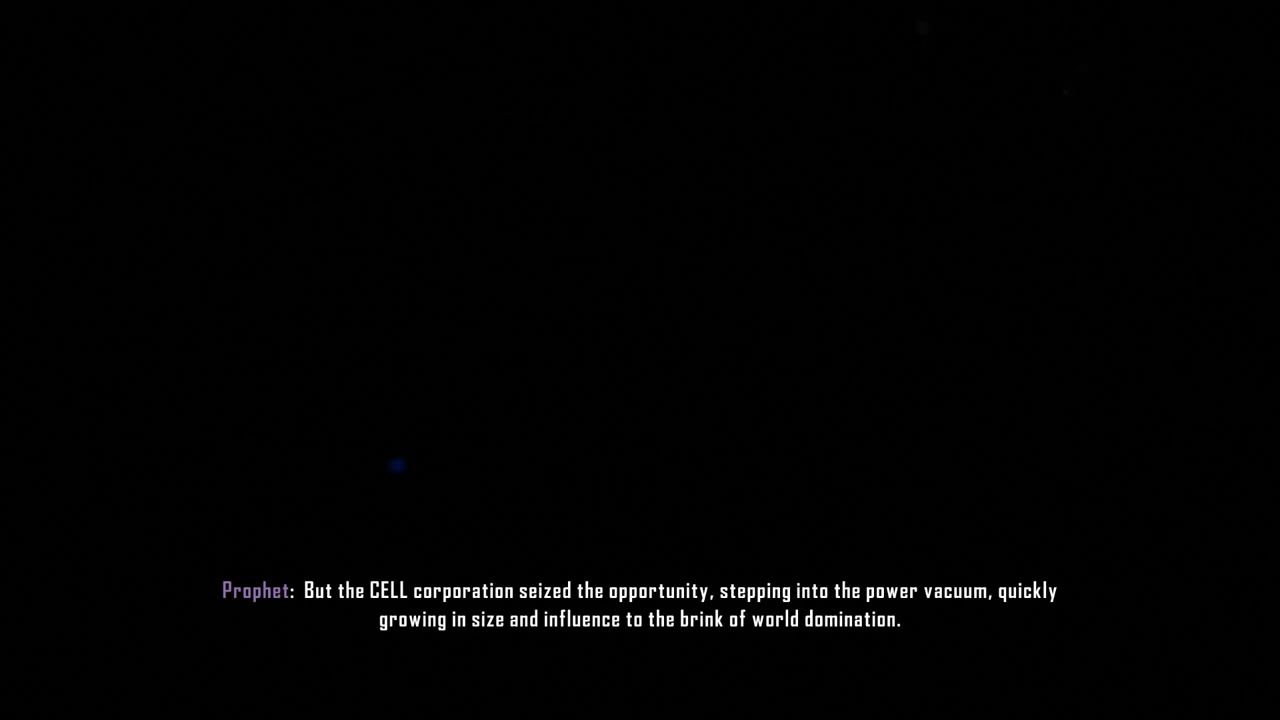 Prophet: But the CELL corporation seized the opportunity, stepping into the power vacuum, quickly
growing in size and influence to the brink of world domination.